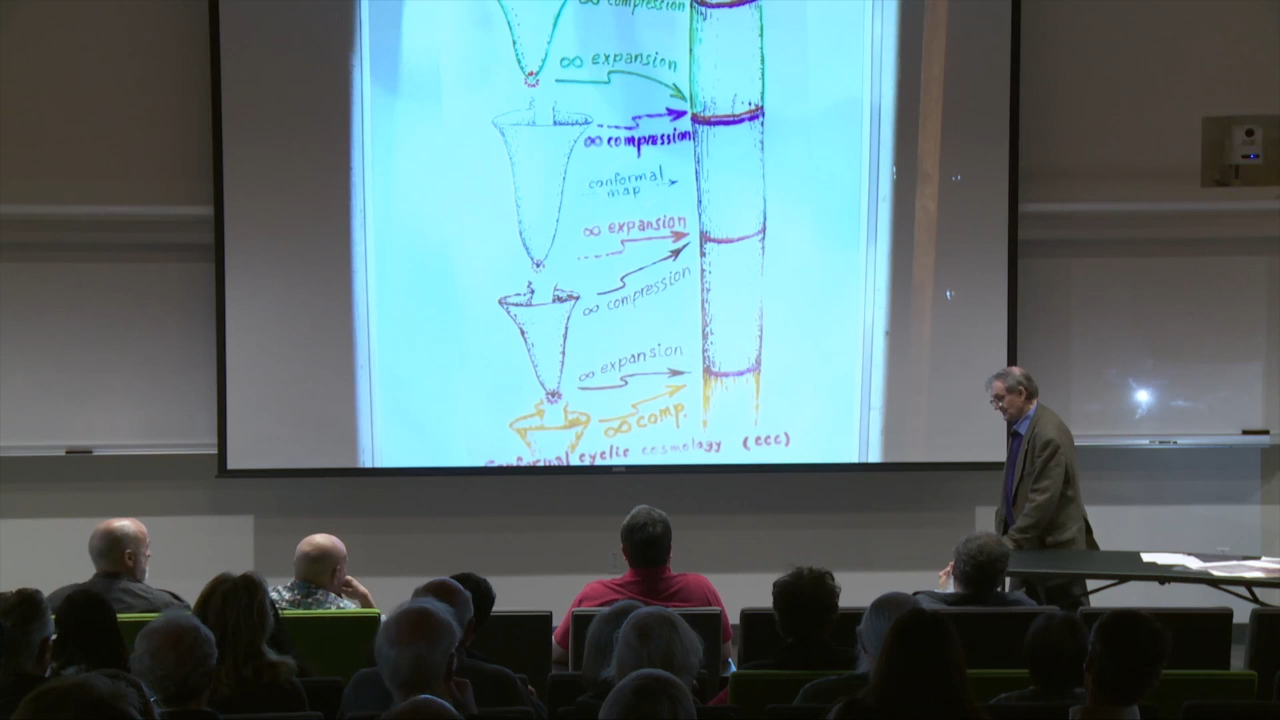 ∞ compression
∞ expansion
∞ compression
conformal
map
∞ expansion
∞ compression
∞ expansion
∞ comp.
conformal cyclic cosmology (CCC)